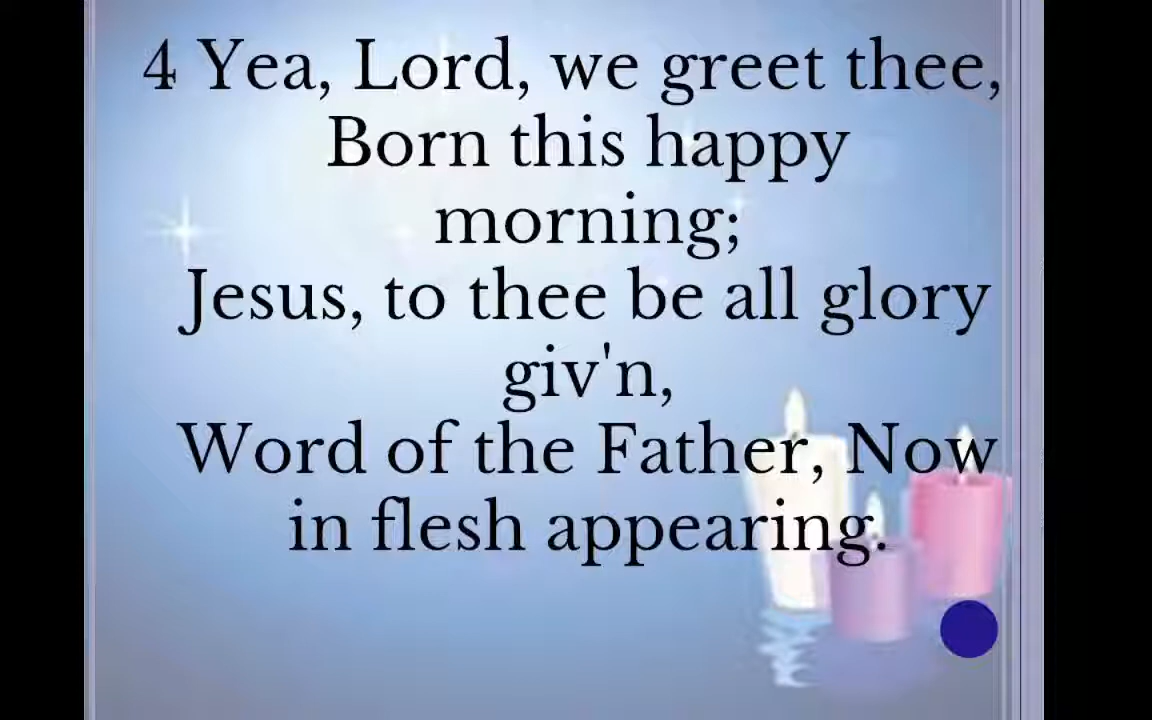 4 Yea, Lord, we greet thee,
Born this happy
morning;
Jesus, to thee be all glory
giv'n,
Word of the Father, Now
in flesh appearing.